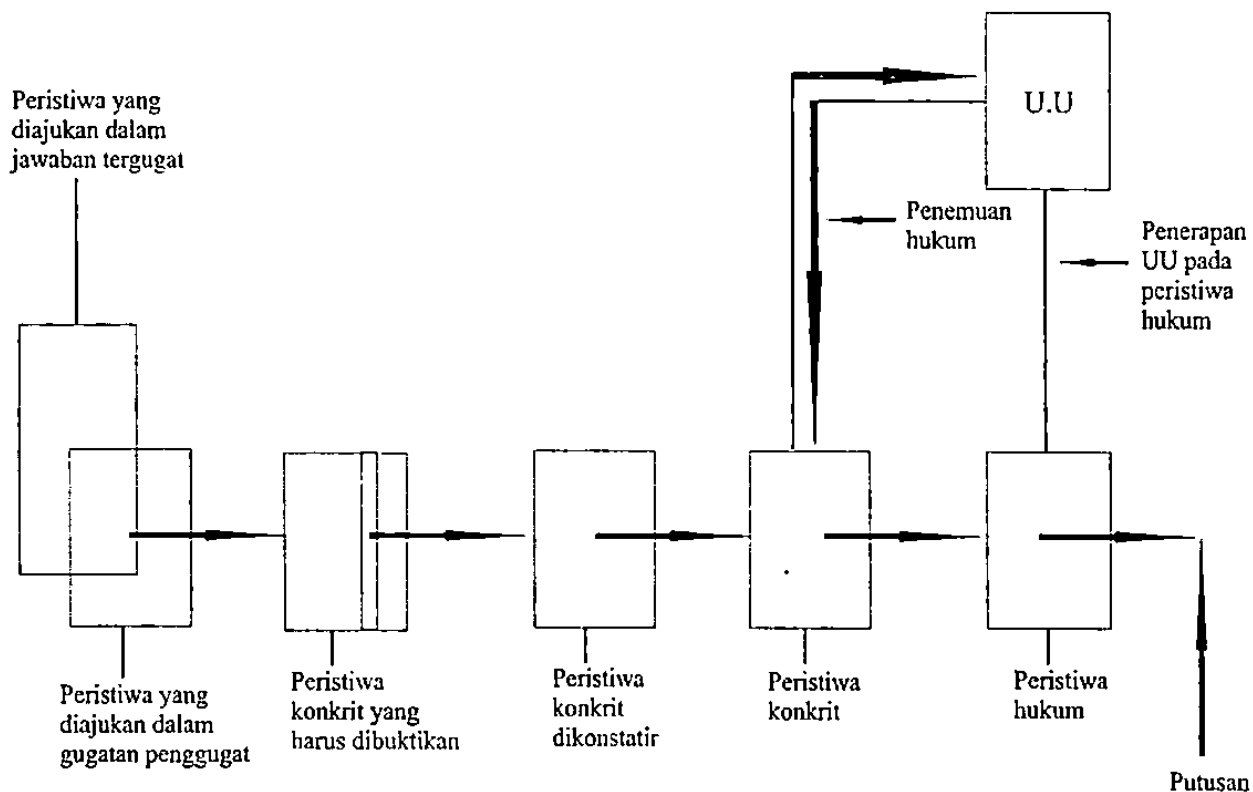 Peristiwa yang
diajukan dalam
jawaban tergugat
U.U
Penemuan
hukum
Penerapan
UU pada
peristiwa
hukum
Peristiwa yang
diajukan dalam
gugatan penggugat
Peristiwa
konkrit yang
harus dibuktikan
Peristiwa
konkrit
dikonstatir
Peristiwa
konkrit
Peristiwa
hukum
Putusan